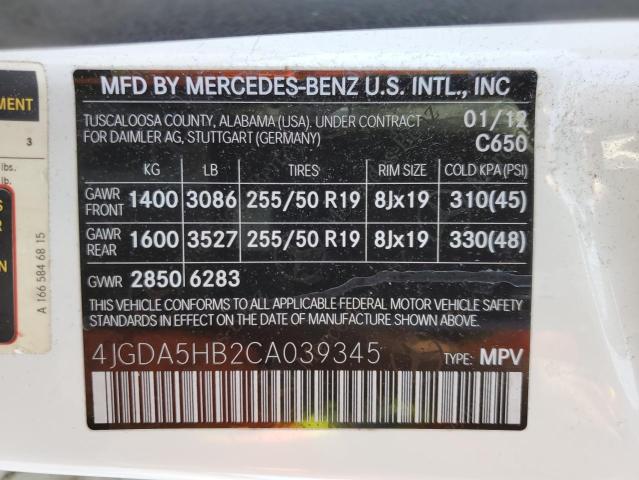 MFD BY MERCEDES-BENZ U.S. INTL., INC
TUSCALOOSA COUNTY, ALABAMA (USA). UNDER CONTRACT
FOR DAIMLER AG, STUTTGART (GERMANY)
01/12
C650
KG LB TIRES RIM SIZE COLD KPA (PSI)
GAWR FRONT 1400 3086 255/50 R19 8Jx19 310(45)
GAWR REAR 1600 3527 255/50 R19 8Jx19 330(48)
GVWR 2850 6283
THIS VEHICLE CONFORMS TO ALL APPLICABLE FEDERAL MOTOR VEHICLE SAFETY
STANDARDS IN EFFECT ON THE DATE OF MANUFACTURE SHOWN ABOVE.
4JGDA5HB2CA039345 TYPE: MPV
MENT
3
lbs.
lb.
A 166 584 68 15